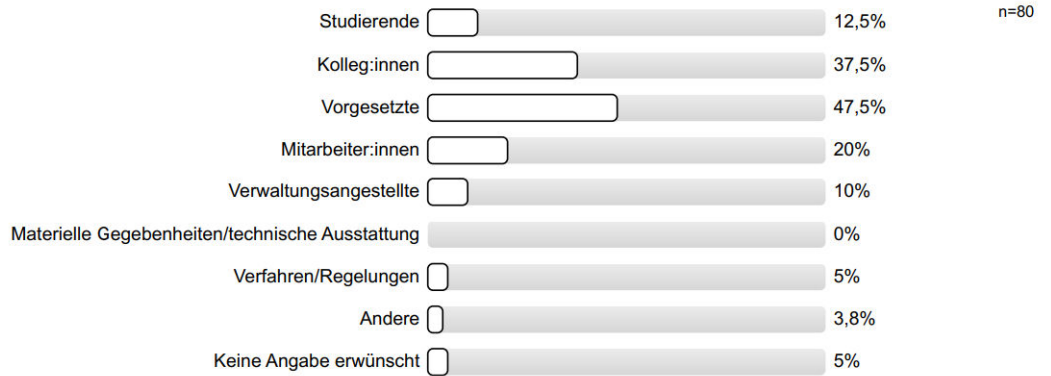 n=80
Studierende 12,5%
Kolleg:innen 37,5%
Vorgesetzte 47,5%
Mitarbeiter:innen 20%
Verwaltungsangestellte 10%
Materielle Gegebenheiten/technische Ausstattung 0%
Verfahren/Regelungen 5%
Andere 3,8%
Keine Angabe erwünscht 5%